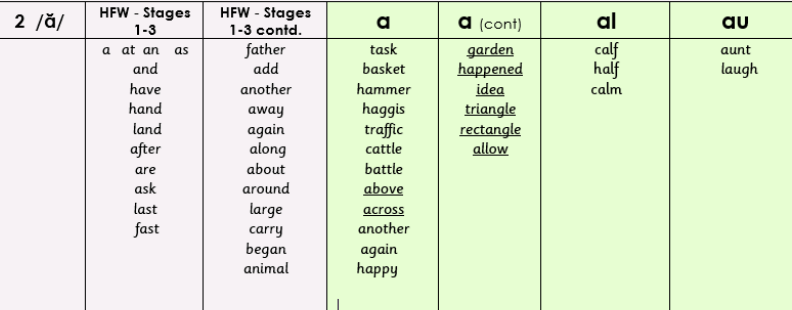 2 /ă/ HFW - Stages 1-3 HFW - Stages 1-3 contd. a a (cont) al au
a at an as father task garden calf aunt
and add basket happened half laugh
have another hammer idea calm
hand away haggis triangle
land again traffic rectangle
after along cattle allow
are about battle
ask around above
last large across
fast carry another
began again
animal happy